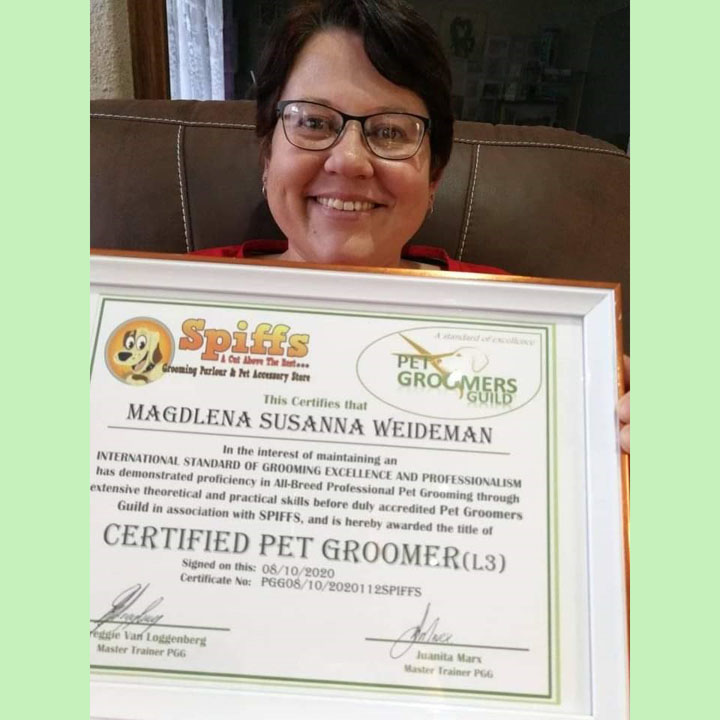 Spiffs
A Cut Above The Rest...
Grooming Parlour & Pet Accessory Store
A standard of excellence
PET
GROOMERS
GUILD
This Certifies that
MAGDLENA SUSANNA WEIDEMAN
In the interest of maintaining an
INTERNATIONAL STANDARD OF GROOMING EXCELLENCE AND PROFESSIONALISM
has demonstrated proficiency in All-Breed Professional Pet Grooming through
extensive theoretical and practical skills before duly accredited Pet Groomers
Guild in association with SPIFFS, and is hereby awarded the title of
CERTIFIED PET GROOMER(L3)
Signed on this: 08/10/2020
Certificate No: PGG08/10/2020112SPIFFS
eggie Van Loggenberg
Master Trainer PGG
Juanita Marx
Master Trainer PGG